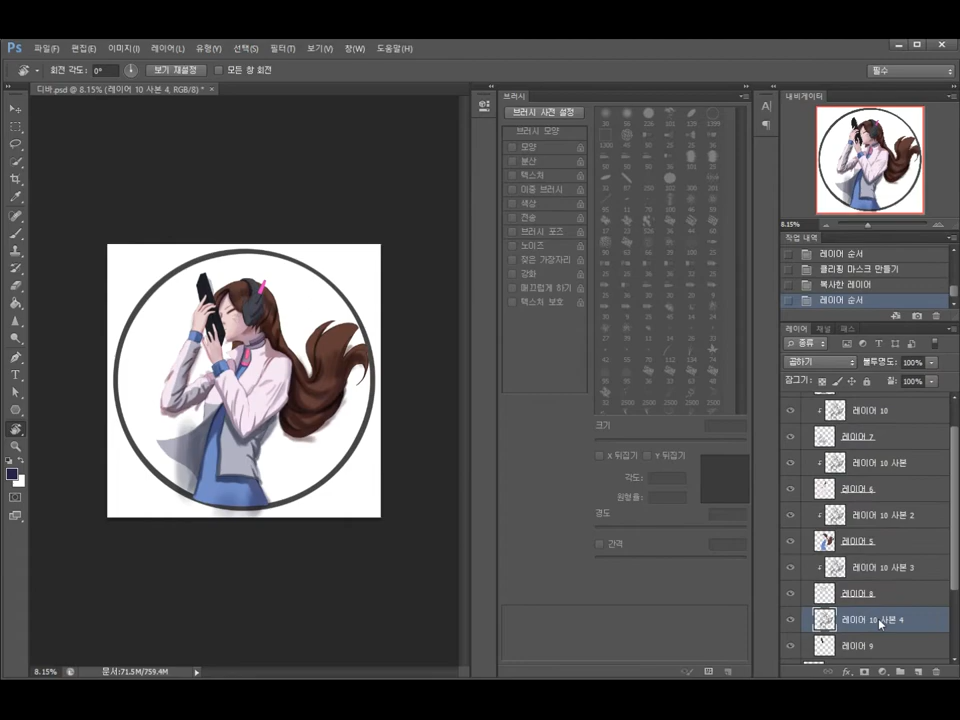 Ps 파일(F) 편집(E) 이미지(I) 레이어(L) 유형(Y) 선택(S) 필터(T) 보기(V) 창(W) 도움말(H)
회전 각도: 0° 보기 재설정 모든 창 회전 필수
디바.psd @ 8.15% (레이어 10 사본 4, RGB/8) * ×
브러시
브러시 사전 설정
브러시 모양
모양
분산
텍스처
이중 브러시
색상
전송
브러시 포즈
노이즈
젖은 가장자리
강화
매끄럽게 하기
텍스처 보호
크기
X 뒤집기 Y 뒤집기
각도:
원형률:
경도
간격
내비게이터
8.15%
작업 내역
레이어 순서
클리핑 마스크 만들기
복사한 레이어
레이어 순서
레이어 채널 패스
종류
곱하기 불투명도: 100%
잠그기: 칠: 100%
레이어 10
레이어 7
레이어 10 사본
레이어 6
레이어 10 사본 2
레이어 5
레이어 10 사본 3
레이어 8
레이어 10 사본 4
레이어 9
8.15% 문서:71.5M/759.4M